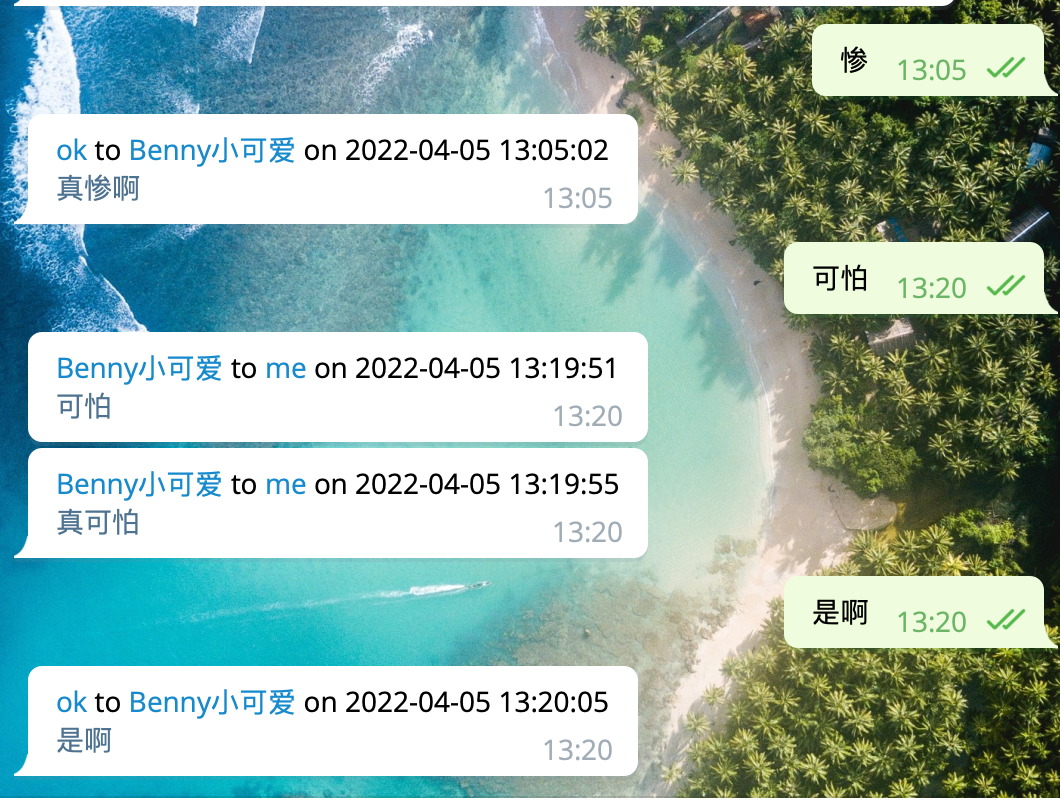 惨 13:05
ok to Benny小可爱 on 2022-04-05 13:05:02
真惨啊
13:05
可怕 13:20
Benny小可爱 to me on 2022-04-05 13:19:51
可怕
13:20
Benny小可爱 to me on 2022-04-05 13:19:55
真可怕
13:20
是啊 13:20
ok to Benny小可爱 on 2022-04-05 13:20:05
是啊
13:20